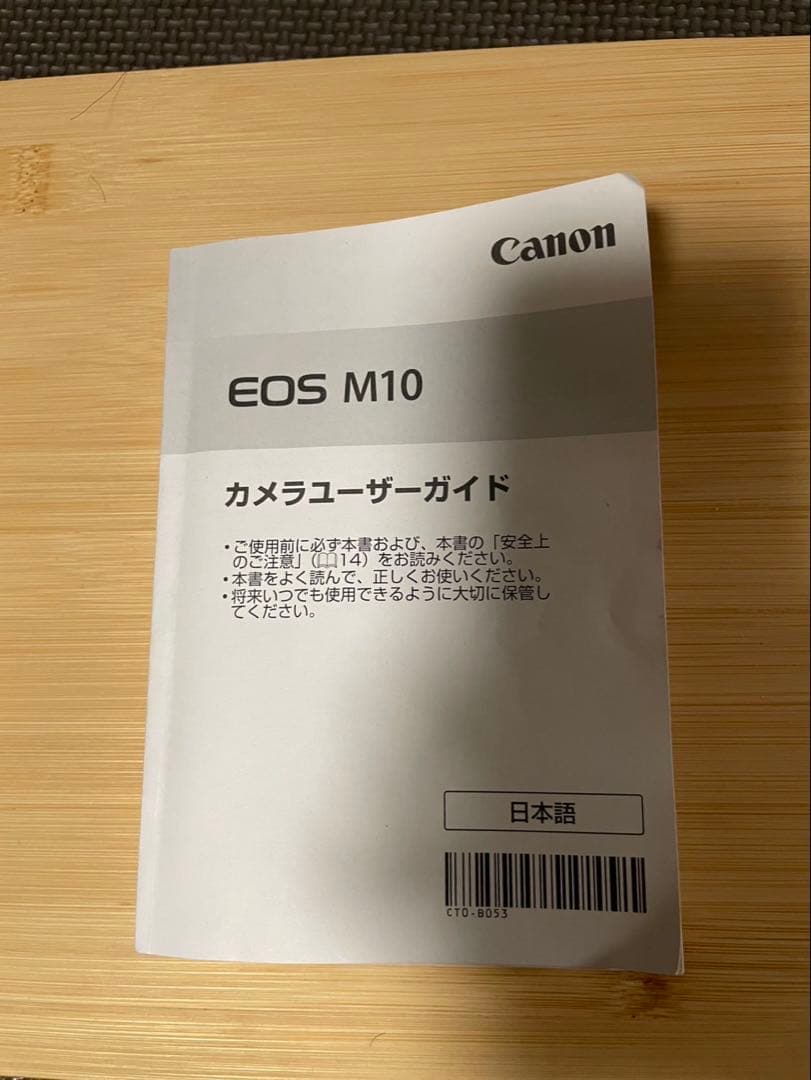 Canon
EOS M10
カメラユーザーガイド
・ご使用前に必ず本書および、本書の「安全上
のご注意」（📖14）をお読みください。
・本書をよく読んで、正しくお使いください。
・将来いつでも使用できるように大切に保管し
てください。
日本語
CT0-B053